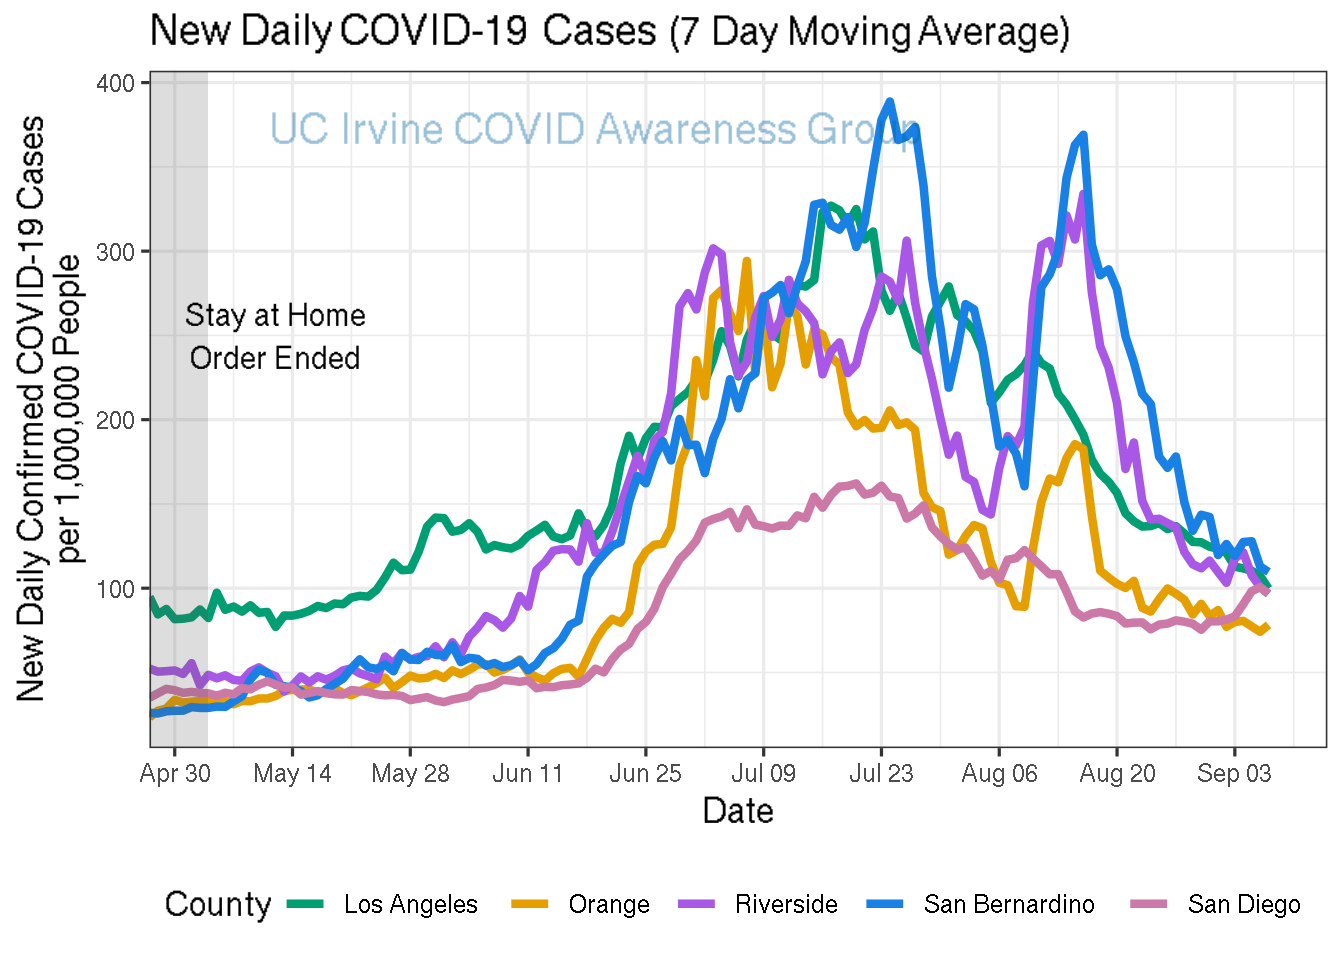 New Daily COVID-19 Cases (7 Day Moving Average)
New Daily Confirmed COVID-19 Cases
per 1,000,000 People
400
300
200
100
UC Irvine COVID Awareness Group
Stay at Home
Order Ended
Apr 30 May 14 May 28 Jun 11 Jun 25 Jul 09 Jul 23 Aug 06 Aug 20 Sep 03
Date
County Los Angeles Orange Riverside San Bernardino San Diego